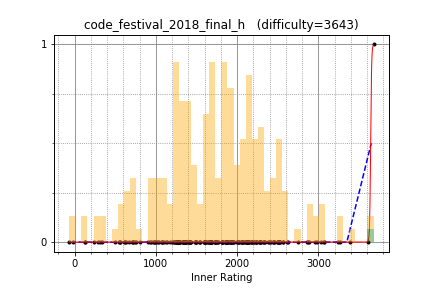 code_festival_2018_final_h (difficulty=3643)
1
0
0 1000 2000 3000
Inner Rating